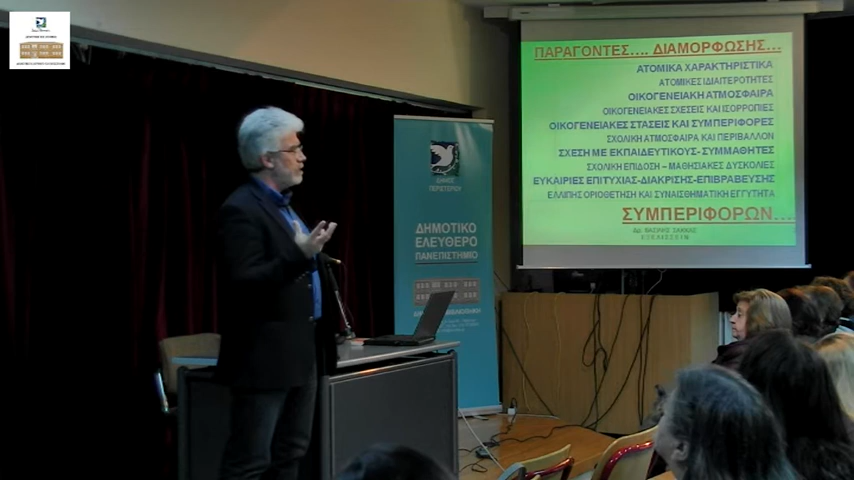 ΠΑΡΑΓΟΝΤΕΣ.... ΔΙΑΜΟΡΦΩΣΗΣ...
ΑΤΟΜΙΚΑ ΧΑΡΑΚΤΗΡΙΣΤΙΚΑ
ΑΤΟΜΙΚΕΣ ΙΔΙΑΙΤΕΡΟΤΗΤΕΣ
ΟΙΚΟΓΕΝΕΙΑΚΗ ΑΤΜΟΣΦΑΙΡΑ
ΟΙΚΟΓΕΝΕΙΑΚΕΣ ΣΧΕΣΕΙΣ ΚΑΙ ΙΣΟΡΡΟΠΙΕΣ
ΟΙΚΟΓΕΝΕΙΑΚΕΣ ΣΤΑΣΕΙΣ ΚΑΙ ΣΥΜΠΕΡΙΦΟΡΕΣ
ΣΧΟΛΙΚΗ ΑΤΜΟΣΦΑΙΡΑ ΚΑΙ ΠΕΡΙΒΑΛΛΟΝ
ΣΧΕΣΗ ΜΕ ΕΚΠΑΙΔΕΥΤΙΚΟΥΣ-ΣΥΜΜΑΘΗΤΕΣ
ΣΧΟΛΙΚΗ ΕΠΙΔΟΣΗ – ΜΑΘΗΣΙΑΚΕΣ ΔΥΣΚΟΛΙΕΣ
ΕΥΚΑΙΡΙΕΣ ΕΠΙΤΥΧΙΑΣ-ΔΙΑΚΡΙΣΗΣ-ΕΠΙΒΡΑΒΕΥΣΗΣ
ΕΛΛΙΠΗΣ ΟΡΙΟΘΕΤΗΣΗ ΚΑΙ ΣΥΝΑΙΣΘΗΜΑΤΙΚΗ ΕΓΓΥΤΗΤΑ
ΣΥΜΠΕΡΙΦΟΡΩΝ....
ΔΗΜΟΣ
ΠΕΡΙΣΤΕΡΙΟΥ
ΔΗΜΟΤΙΚΟ
ΕΛΕΥΘΕΡΟ
ΠΑΝΕΠΙΣΤΗΜΙΟ